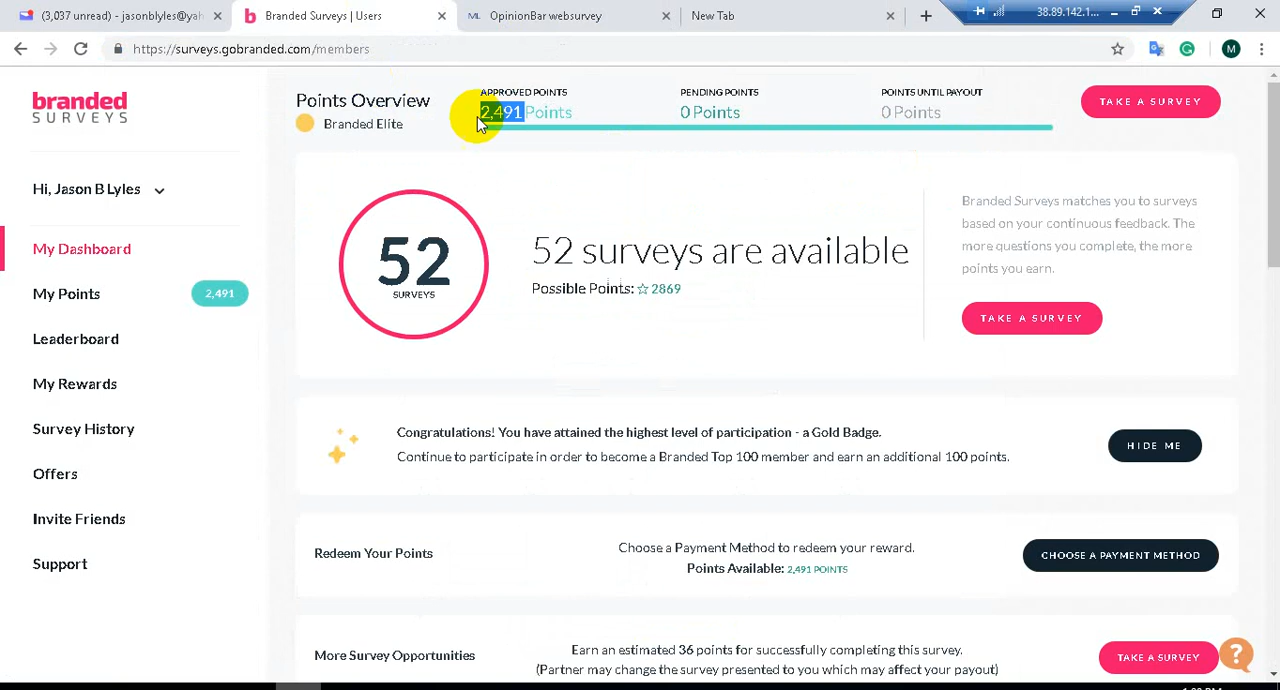 (3,037 unread) - jasonblyles@yah
Branded Surveys | Users
OpinionBar websurvey
New Tab
38.89.142.1...
https://surveys.gobranded.com/members
M
branded
SURVEYS
Points Overview
Branded Elite
APPROVED POINTS
2,491 Points
PENDING POINTS
0 Points
POINTS UNTIL PAYOUT
0 Points
TAKE A SURVEY
Hi, Jason B Lyles
My Dashboard
My Points
2,491
Leaderboard
My Rewards
Survey History
Offers
Invite Friends
Support
52
SURVEYS
52 surveys are available
Possible Points: ☆ 2869
Branded Surveys matches you to surveys
based on your continuous feedback. The
more questions you complete, the more
points you earn.
TAKE A SURVEY
Congratulations! You have attained the highest level of participation - a Gold Badge.
Continue to participate in order to become a Branded Top 100 member and earn an additional 100 points.
HIDE ME
Redeem Your Points
Choose a Payment Method to redeem your reward.
Points Available: 2,491 POINTS
CHOOSE A PAYMENT METHOD
More Survey Opportunities
Earn an estimated 36 points for successfully completing this survey.
(Partner may change the survey presented to you which may affect your payout)
TAKE A SURVEY
?